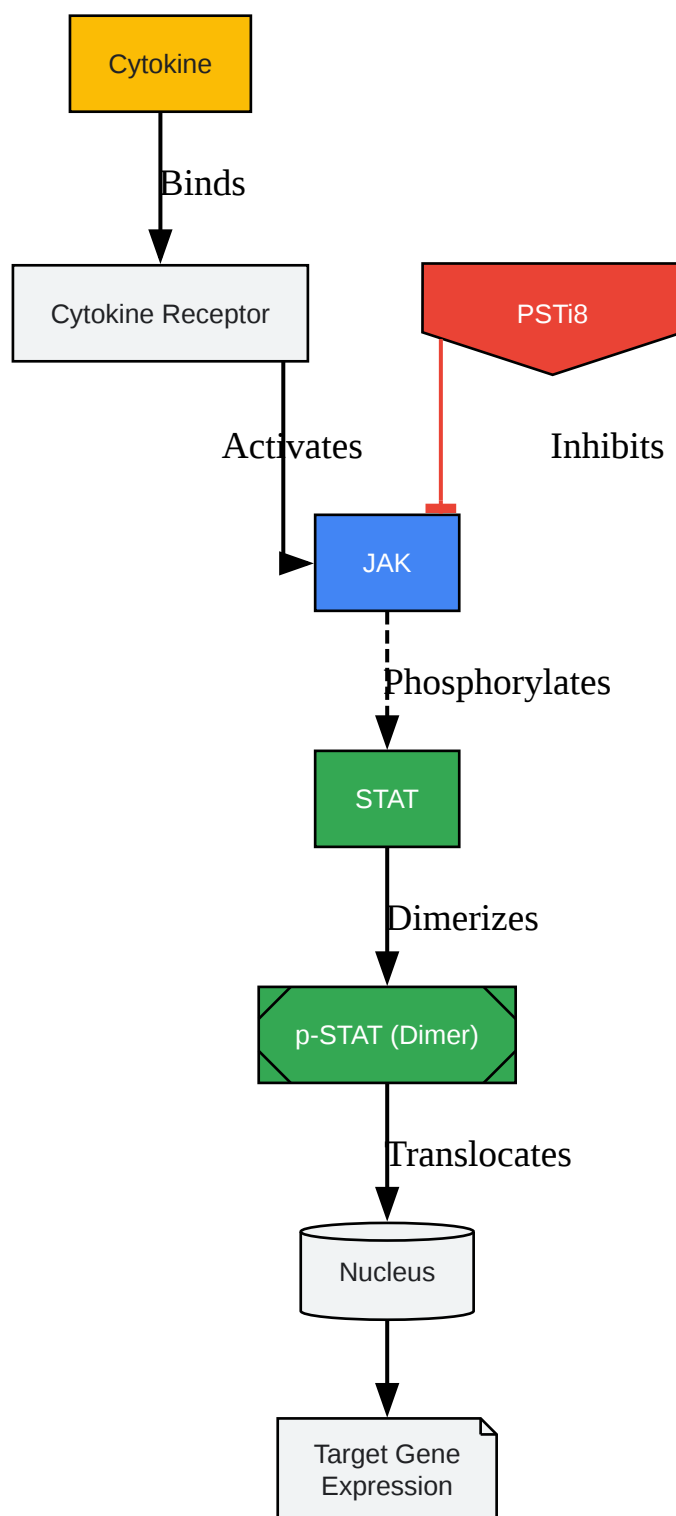 Cytokine
Binds
Cytokine Receptor
PSTi8
Activates
Inhibits
JAK
Phosphorylates
STAT
Dimerizes
p-STAT (Dimer)
Translocates
Nucleus
Target Gene
Expression